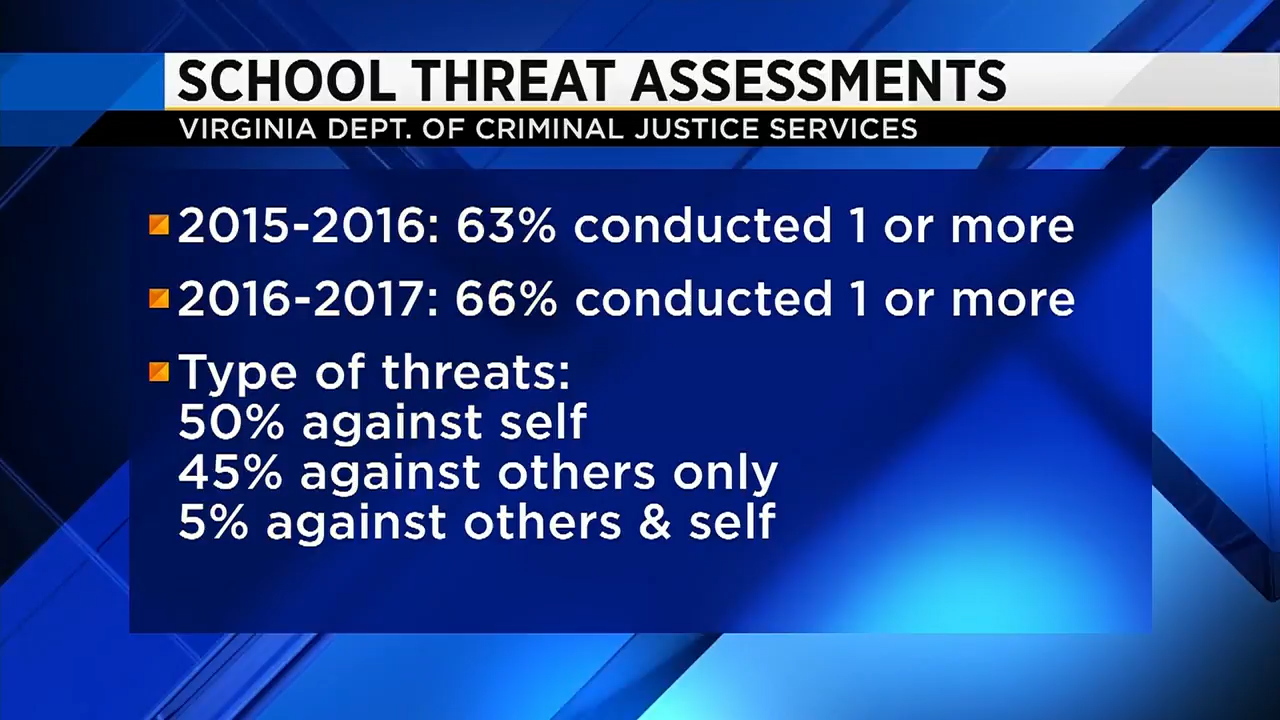 SCHOOL THREAT ASSESSMENTS
VIRGINIA DEPT. OF CRIMINAL JUSTICE SERVICES
2015-2016: 63% conducted 1 or more
2016-2017: 66% conducted 1 or more
Type of threats:
50% against self
45% against others only
5% against others & self